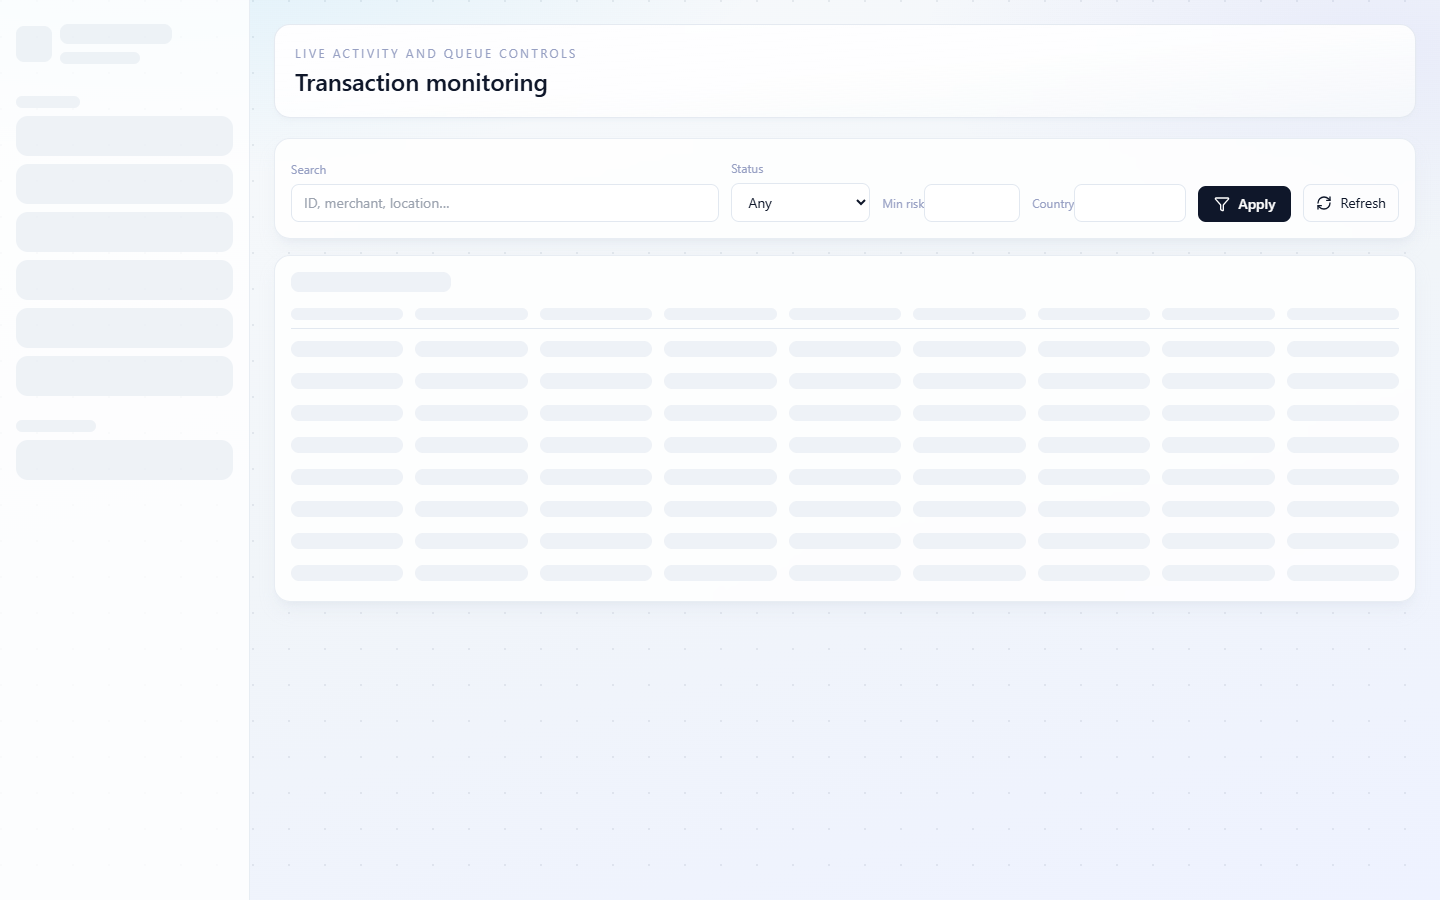 LIVE ACTIVITY AND QUEUE CONTROLS
Transaction monitoring
Search
Status
ID, merchant, location...
Any
Min risk
Country
Apply
Refresh